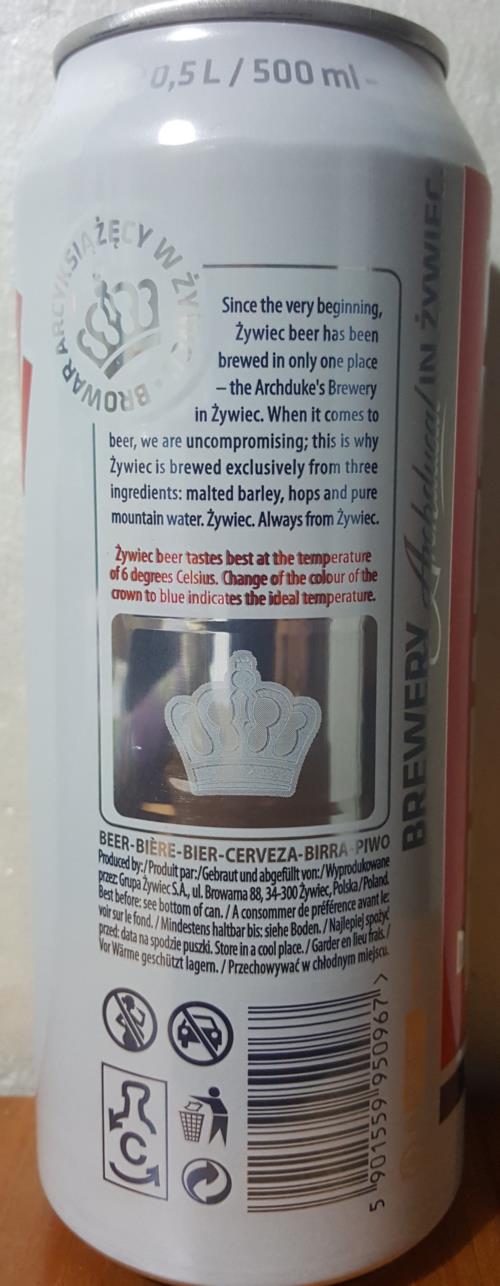 0,5 L / 500 ml
BROWAR ARCYKSIĄŻĘCY W
Since the very beginning,
Żywiec beer has been
brewed in only one place
– the Archduke's Brewery
in Żywiec. When it comes to
beer, we are uncompromising; this is why
Żywiec is brewed exclusively from three
ingredients: malted barley, hops and pure
mountain water. Żywiec. Always from Żywiec.
Żywiec beer tastes best at the temperature
of 6 degrees Celsius. Change of the colour of the
crown to blue indicates the ideal temperature.
BREWERY Archducal / IN ŻYWIEC
BEER-BIÈRE-BIER-CERVEZA-BIRRA-PIWO
Produced by:/Produit par:/Gebraut und abgefüllt von:/Wyprodukowane
przez: Grupa Żywiec S.A., ul. Browarna 88, 34-300 Żywiec, Polska/Poland.
Best before: see bottom of can. / A consommer de préférence avant le:
voir sur le fond. / Mindestens haltbar bis: siehe Boden. / Najlepiej spożyć
przed: data na spodzie puszki. Store in a cool place. / Garder en lieu frais. /
Vor Wärme geschützt lagern. / Przechowywać w chłodnym miejscu.
C
5 901559 950967 >